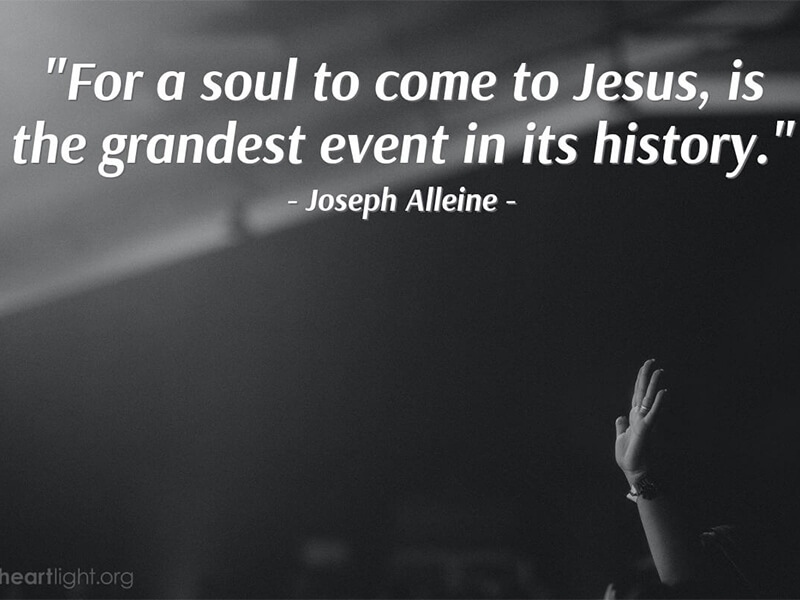 "For a soul to come to Jesus, is
the grandest event in its history."
- Joseph Alleine -
heartlight.org